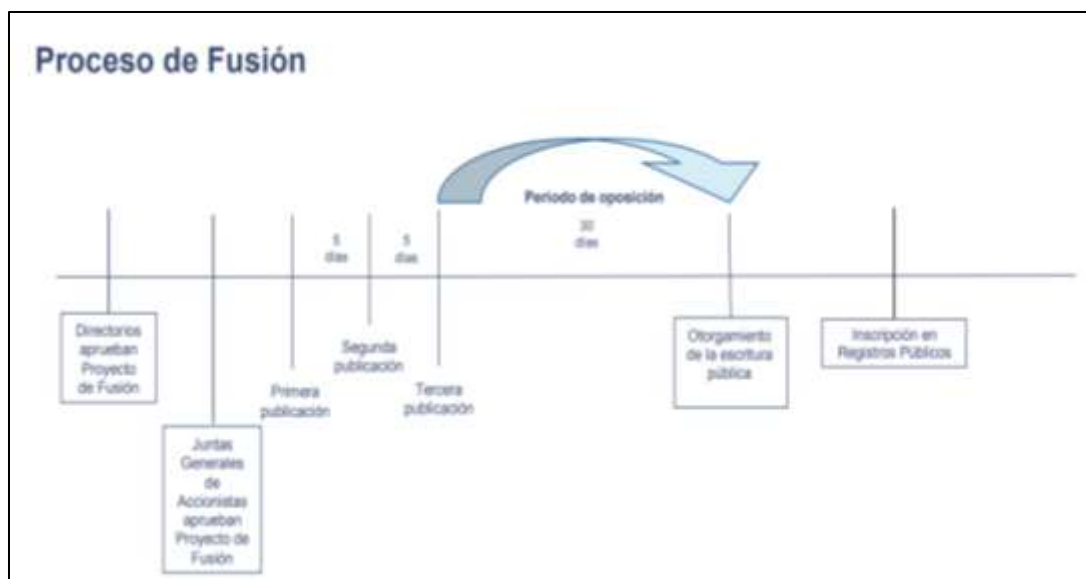 Proceso de Fusión
Periodo de oposición
30
días
5
días
5
días
Directorios
aprueban
Proyecto
de Fusión
Juntas
Generales
de
Accionistas
aprueban
Proyecto de
Fusión
Primera
publicación
Segunda
publicación
Tercera
publicación
Otorgamiento
de la escritura
pública
Inscripción en
Registros Públicos